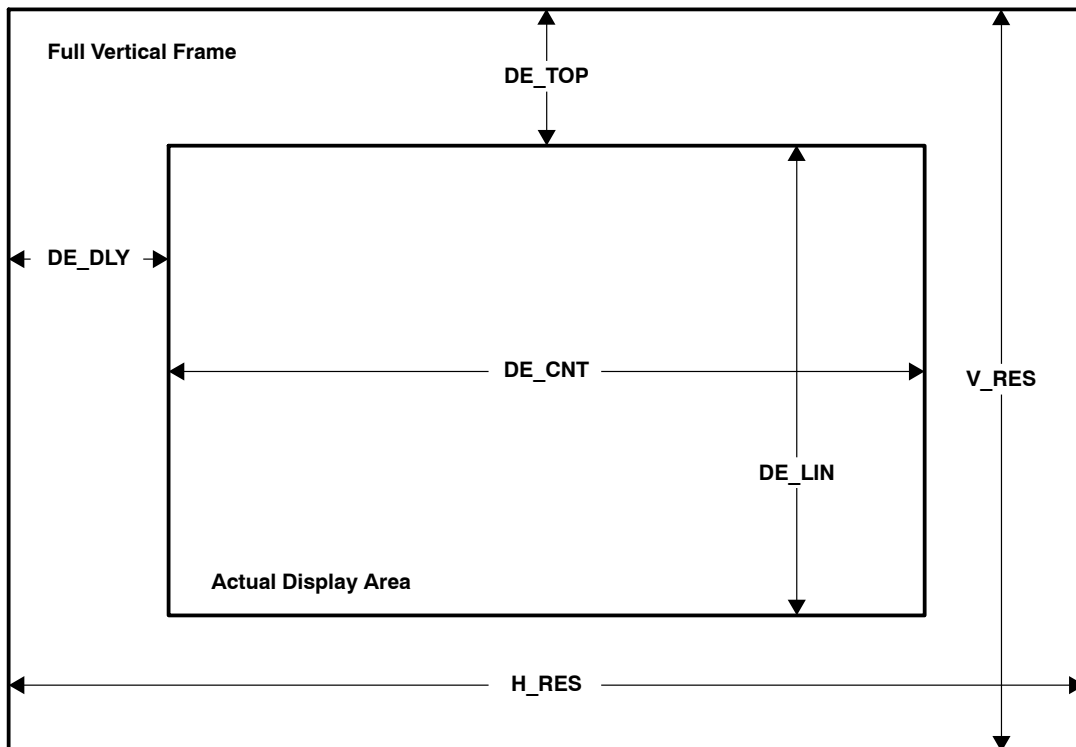 Full Vertical Frame
DE_TOP
DE_DLY
DE_CNT
V_RES
DE_LIN
Actual Display Area
H_RES